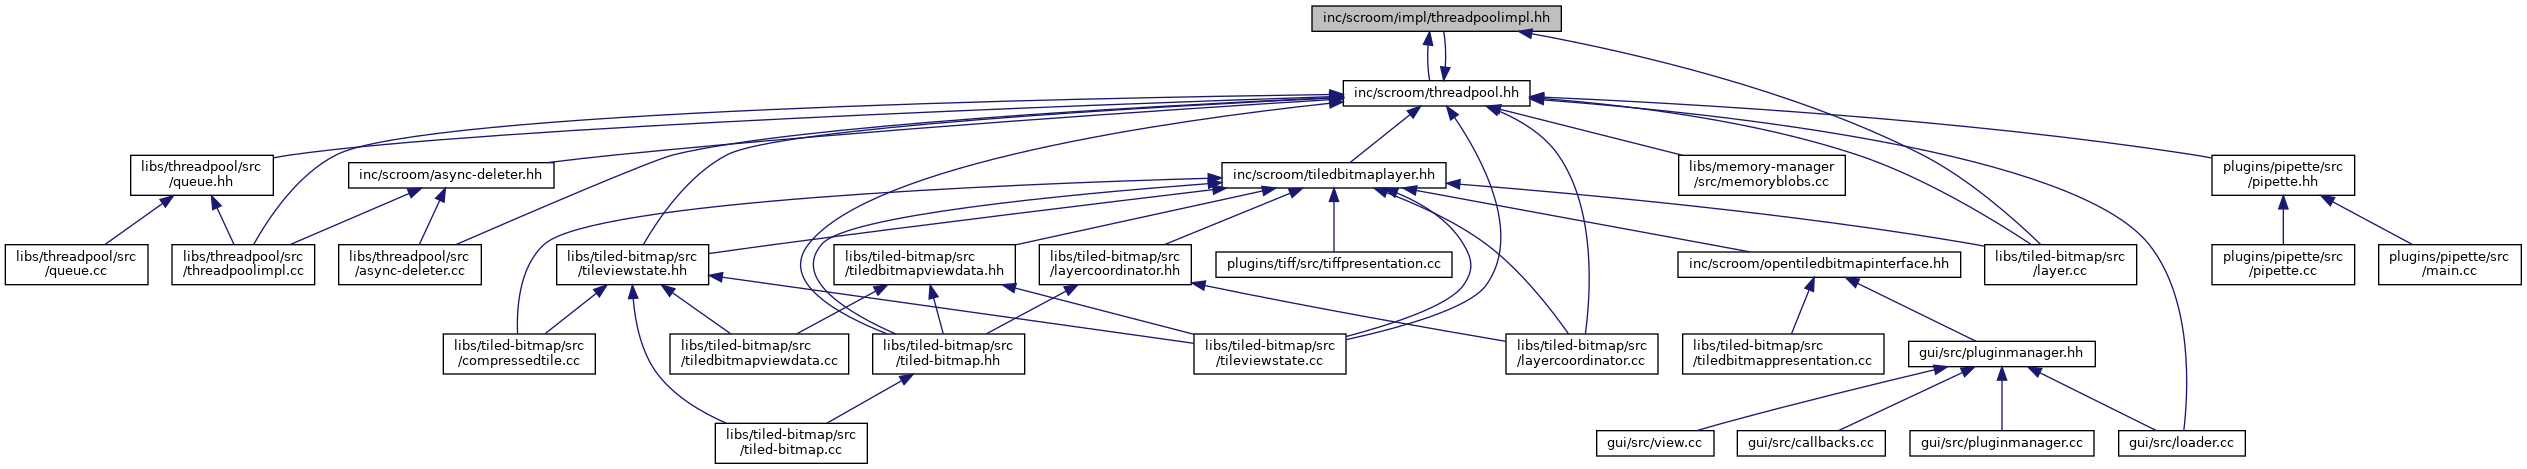 inc/scroom/impl/threadpoolimpl.hh
inc/scroom/threadpool.hh
libs/threadpool/src
/queue.hh
inc/scroom/async-deleter.hh
inc/scroom/tiledbitmaplayer.hh
libs/memory-manager
/src/memoryblobs.cc
plugins/pipette/src
/pipette.hh
libs/threadpool/src
/queue.cc
libs/threadpool/src
/threadpoolimpl.cc
libs/threadpool/src
/async-deleter.cc
libs/tiled-bitmap/src
/tileviewstate.hh
libs/tiled-bitmap/src
/tiledbitmapviewdata.hh
libs/tiled-bitmap/src
/layercoordinator.hh
plugins/tiff/src/tiffpresentation.cc
inc/scroom/opentiledbitmapinterface.hh
libs/tiled-bitmap/src
/layer.cc
plugins/pipette/src
/pipette.cc
plugins/pipette/src
/main.cc
libs/tiled-bitmap/src
/compressedtile.cc
libs/tiled-bitmap/src
/tiledbitmapviewdata.cc
libs/tiled-bitmap/src
/tiled-bitmap.hh
libs/tiled-bitmap/src
/tileviewstate.cc
libs/tiled-bitmap/src
/layercoordinator.cc
libs/tiled-bitmap/src
/tiledbitmappresentation.cc
gui/src/pluginmanager.hh
libs/tiled-bitmap/src
/tiled-bitmap.cc
gui/src/view.cc
gui/src/callbacks.cc
gui/src/pluginmanager.cc
gui/src/loader.cc